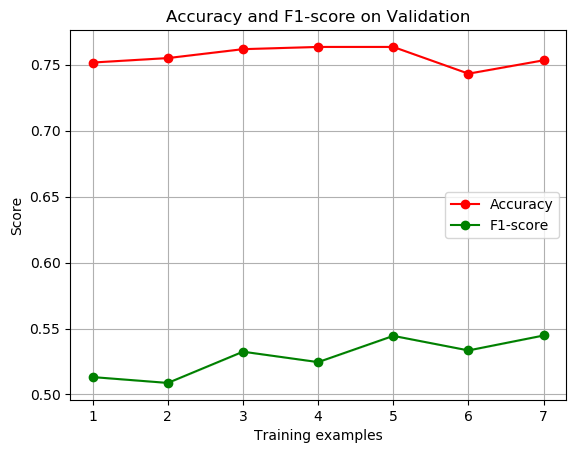 Accuracy and F1-score on Validation
0.75
0.70
0.65
0.60
0.55
0.50
Score
Accuracy
F1-score
1 2 3 4 5 6 7
Training examples